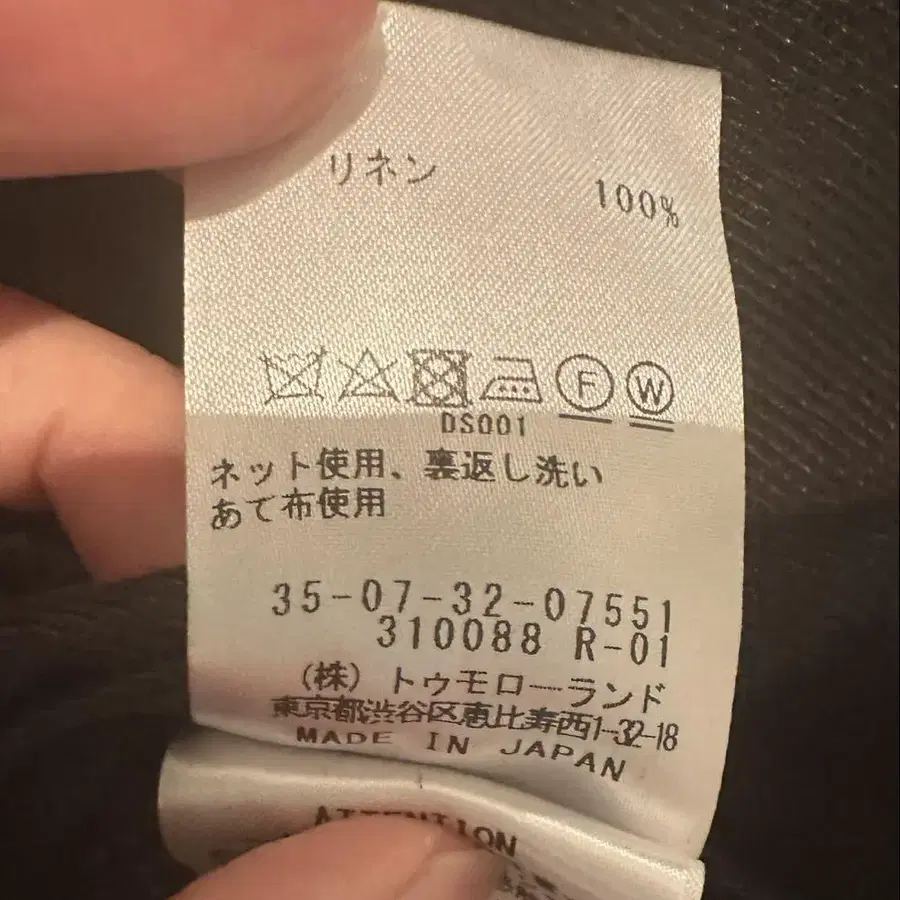 リネン 100%
F W
DS001
ネット使用、裏返し洗い
あて布使用
35-07-32-07551
310088 R-01
(株) トゥモローランド
東京都渋谷区恵比寿西1-32-18
MADE IN JAPAN
ATTENTION